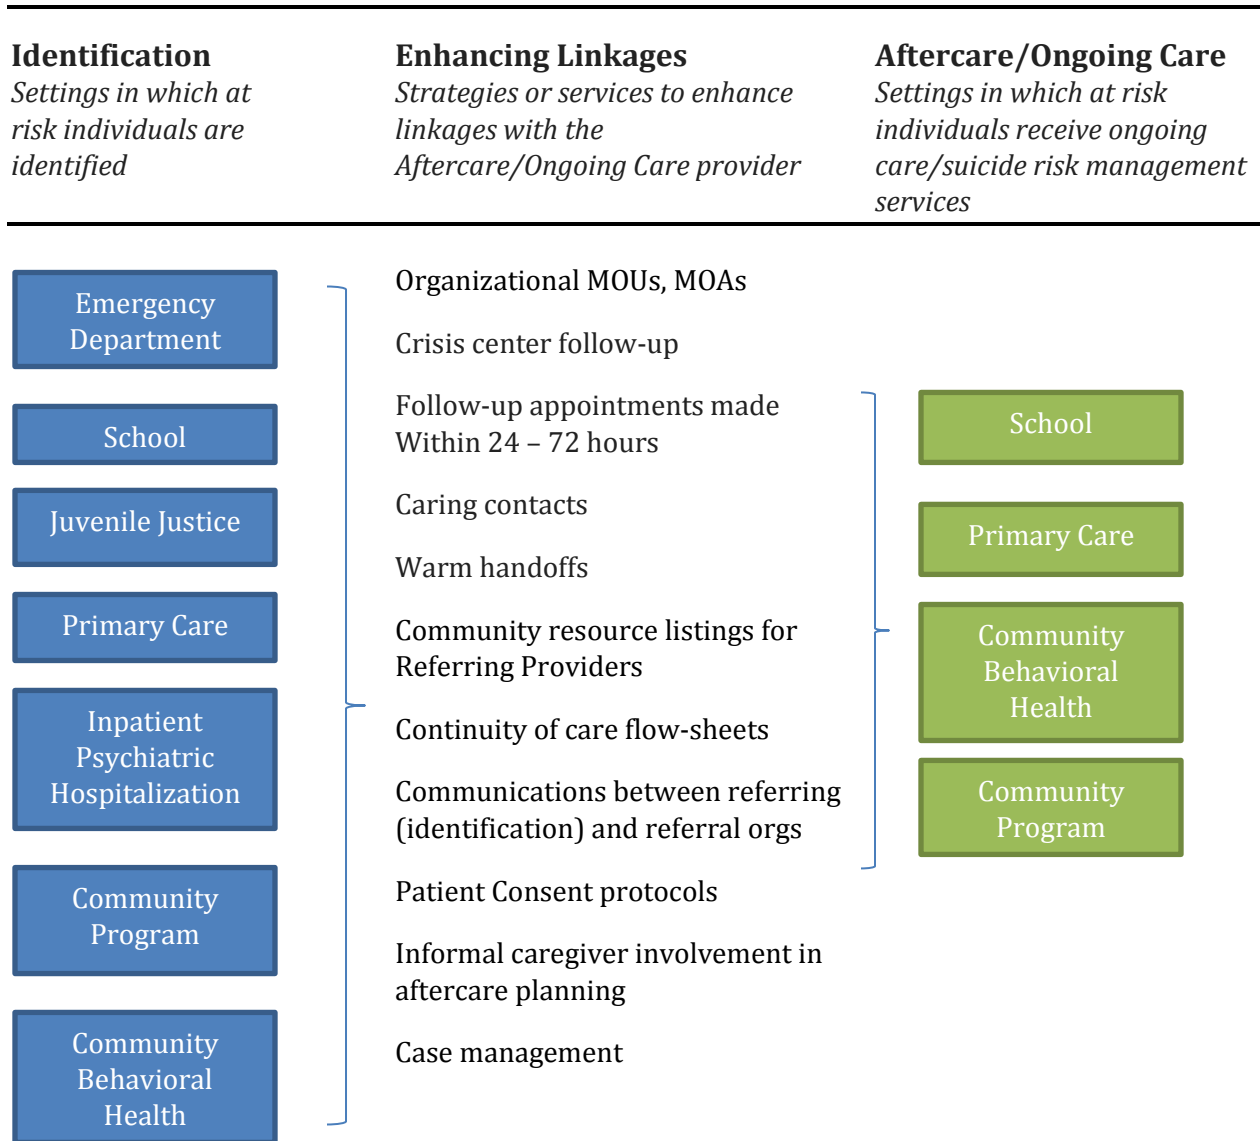 Identification
Settings in which at
risk individuals are
identified
Enhancing Linkages
Strategies or services to enhance
linkages with the
Aftercare/Ongoing Care provider
Aftercare/Ongoing Care
Settings in which at risk
individuals receive ongoing
care/suicide risk management
services
Emergency
Department
School
Juvenile Justice
Primary Care
Inpatient
Psychiatric
Hospitalization
Community
Program
Community
Behavioral
Health
Organizational MOUs, MOAs
Crisis center follow-up
Follow-up appointments made
Within 24 – 72 hours
Caring contacts
Warm handoffs
Community resource listings for
Referring Providers
Continuity of care flow-sheets
Communications between referring
(identification) and referral orgs
Patient Consent protocols
Informal caregiver involvement in
aftercare planning
Case management
School
Primary Care
Community
Behavioral
Health
Community
Program